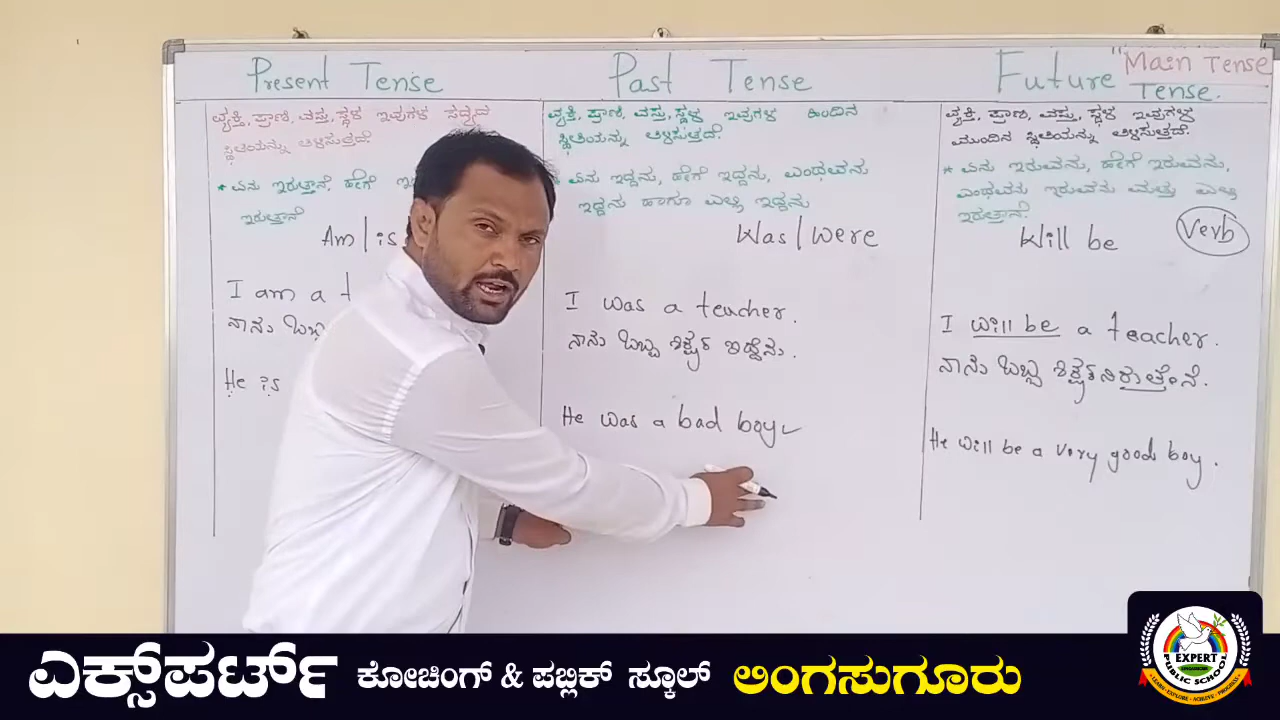 Present Tense
ವ್ಯಕ್ತಿ, ಪ್ರಾಣಿ, ವಸ್ತು, ಸ್ಥಳ ಇವುಗಳ ಸದ್ಯದ
ಸ್ಥಿತಿಯನ್ನು ತಿಳಿಸುತ್ತದೆ.
* ಏನು ಇರುತ್ತಾನೆ, ಹೇಗೆ
ಇರುತ್ತಾನೆ
Am | is
I am a
ನಾನು
He is
Past Tense
ವ್ಯಕ್ತಿ, ಪ್ರಾಣಿ, ವಸ್ತು, ಸ್ಥಳ ಇವುಗಳ ಹಿಂದಿನ
ಸ್ಥಿತಿಯನ್ನು ತಿಳಿಸುತ್ತದೆ.
ಏನು ಇದ್ದನು, ಹೇಗೆ ಇದ್ದನು, ಎಂಥವನು
ಇದ್ದನು ಹಾಗೂ ಎಲ್ಲಿ ಇದ್ದನು
Was | Were
I was a teacher.
ನಾನು ಒಬ್ಬ ಶಿಕ್ಷಕ ಇದ್ದೆನು.
He was a bad boy
"Main Tense
Future Tense.
ವ್ಯಕ್ತಿ, ಪ್ರಾಣಿ, ವಸ್ತು, ಸ್ಥಳ ಇವುಗಳ
ಮುಂದಿನ ಸ್ಥಿತಿಯನ್ನು ತಿಳಿಸುತ್ತದೆ.
* ಏನು ಇರುವನು, ಹೇಗೆ ಇರುವನು,
ಎಂಥವನು ಇರುವನು ಮತ್ತು ಎಲ್ಲಿ
ಇರುತ್ತಾನೆ.
Will be
Verb
I will be a teacher.
ನಾನು ಒಬ್ಬ ಶಿಕ್ಷಕನಿರುತ್ತೇನೆ.
He will be a very good boy.
ಎಕ್ಸ್‌ಪರ್ಟ್ ಕೋಚಿಂಗ್ & ಪಬ್ಲಿಕ್ ಸ್ಕೂಲ್ ಲಿಂಗಸುಗೂರು
EXPERT
PUBLIC SCHOOL